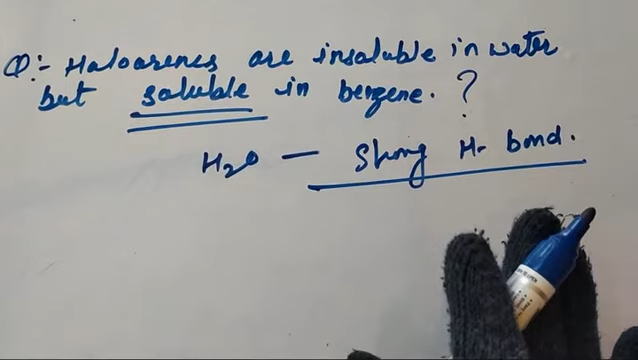 Q:- Haloarenes are insoluble in water
but soluble in benzene. ?
H2O — Strong H- bond.